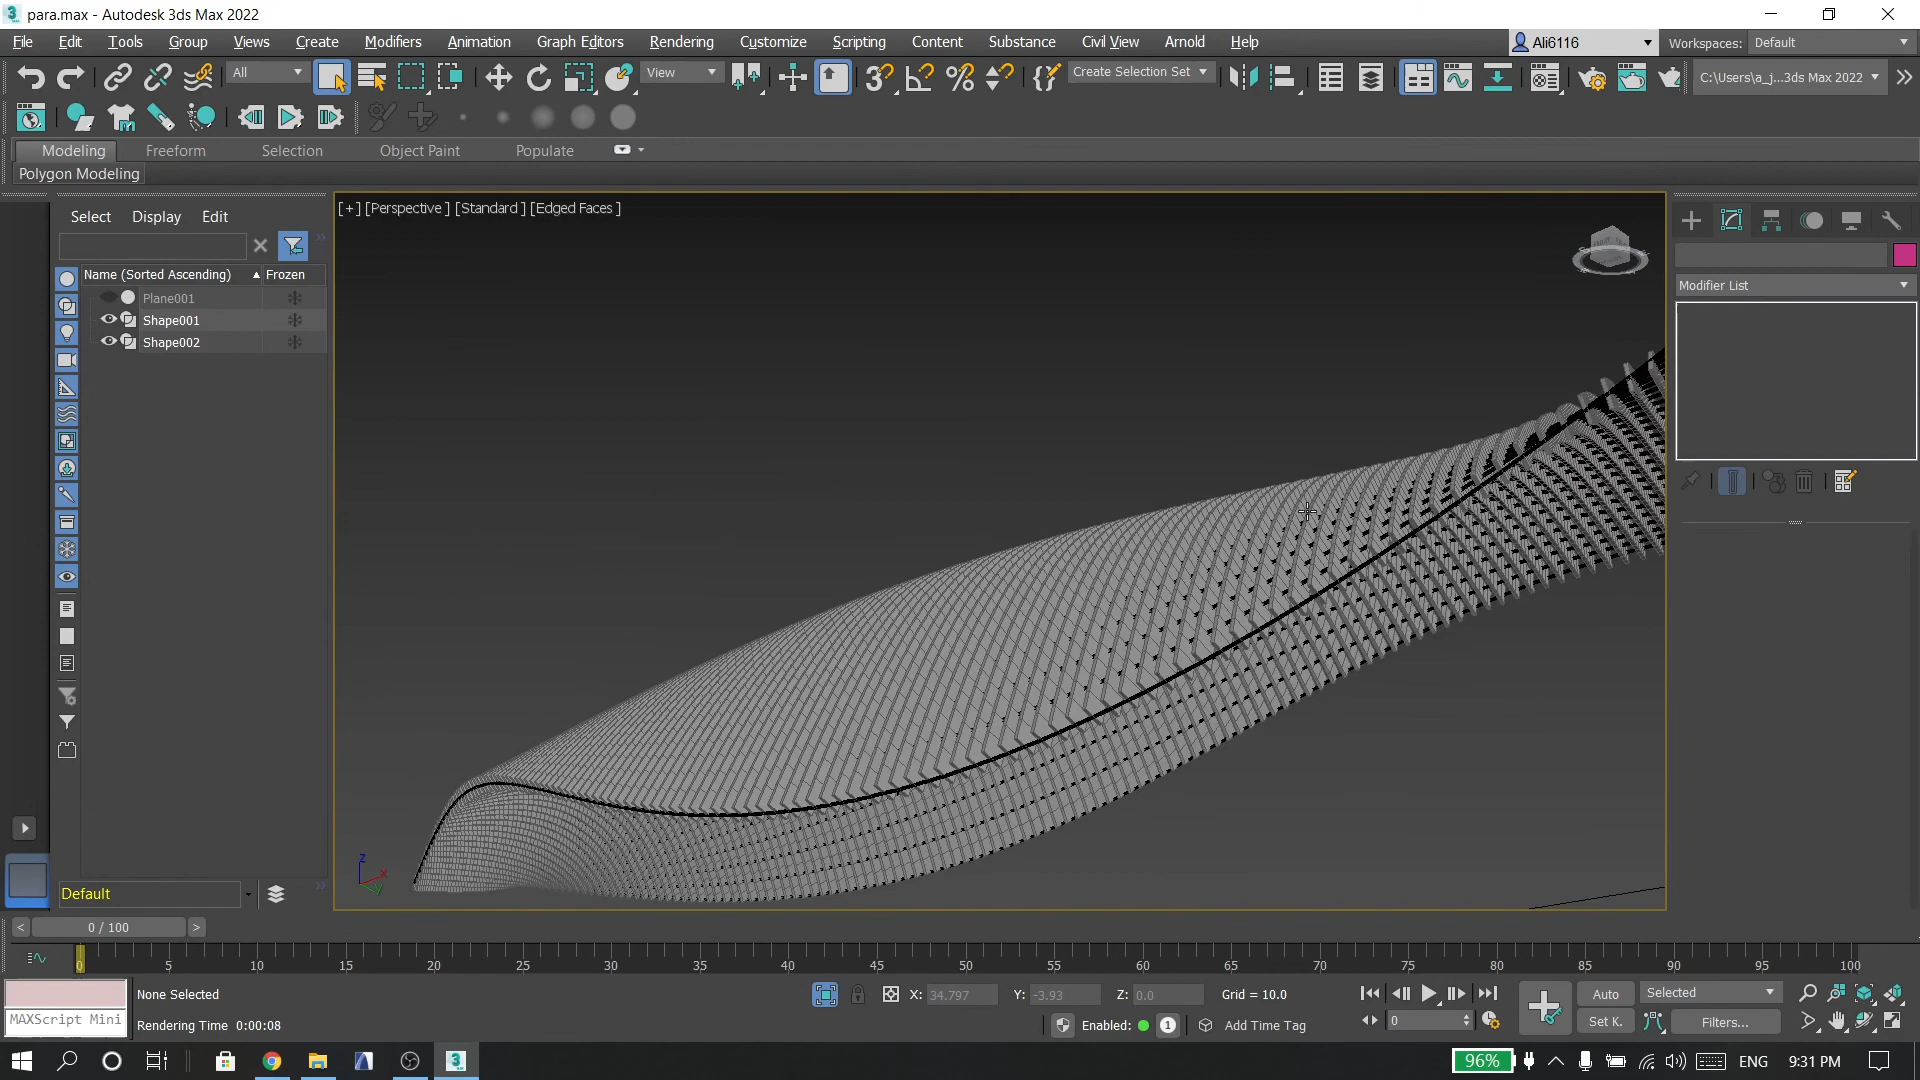 para.max - Autodesk 3ds Max 2022
File Edit Tools Group Views Create Modifiers Animation Graph Editors Rendering Customize Scripting Content Substance Civil View Arnold Help Ali6116 Workspaces: Default
All View Create Selection Set C:\Users\a_j...3ds Max 2022
Modeling Freeform Selection Object Paint Populate
Polygon Modeling
Select Display Edit
[+] [Perspective ] [Standard ] [Edged Faces ]
Name (Sorted Ascending) Frozen
Plane001
Shape001
Shape002
Modifier List
z
x
y
Default
0 / 100
0 5 10 15 20 25 30 35 40 45 50 55 60 65 70 75 80 85 90 95 100
None Selected X: 34.797 Y: -3.93 Z: 0.0 Grid = 10.0 Auto Selected
MAXScript Mini Rendering Time 0:00:08 Enabled: 1 Add Time Tag 0 Set K. Filters...
96% ENG 9:31 PM